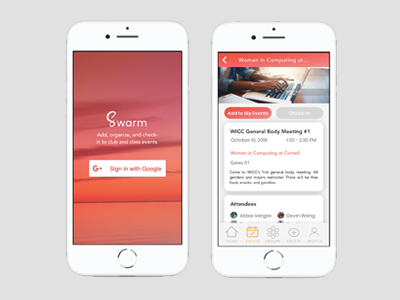 Swarm
Add, organize, and check-
in to club and class events
Sign in with Google
Women in Computing at...
Add to My Events
Check In
WICC General Body Meeting #1
October 10, 2018
Women in Computing at Cornell
Gates 01
Come to WICC's first general body meeting. All
genders and majors welcome! There will be free
food, snacks, and goodies.
Attendees
Abbie Vargas
Devin Wang
HOME
EVENTS
GROUPS
CREATE
PROFILE